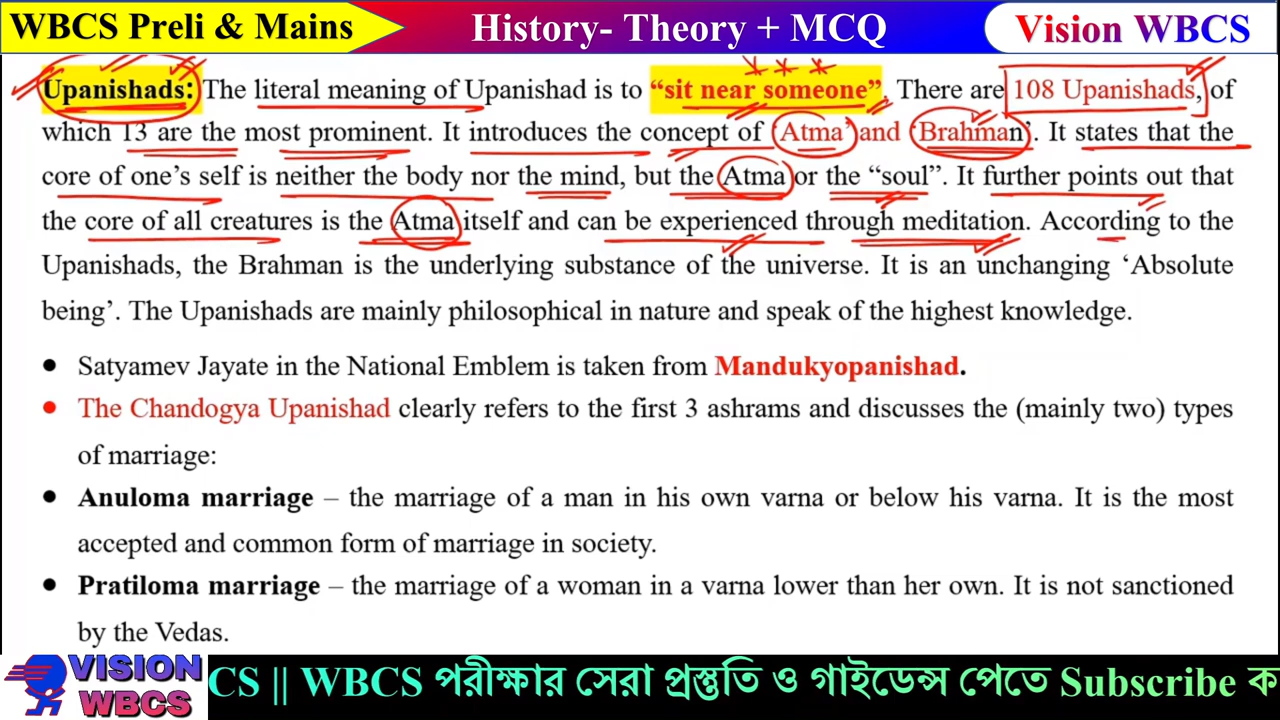 WBCS Preli & Mains
History- Theory + MCQ
Vision WBCS
Upanishads: The literal meaning of Upanishad is to “sit near someone”. There are 108 Upanishads, of
which 13 are the most prominent. It introduces the concept of ‘Atma’ and ‘Brahman’. It states that the
core of one’s self is neither the body nor the mind, but the Atma or the “soul”. It further points out that
the core of all creatures is the Atma itself and can be experienced through meditation. According to the
Upanishads, the Brahman is the underlying substance of the universe. It is an unchanging ‘Absolute
being’. The Upanishads are mainly philosophical in nature and speak of the highest knowledge.
● Satyamev Jayate in the National Emblem is taken from Mandukyopanishad.
● The Chandogya Upanishad clearly refers to the first 3 ashrams and discusses the (mainly two) types
of marriage:
● Anuloma marriage – the marriage of a man in his own varna or below his varna. It is the most
accepted and common form of marriage in society.
● Pratiloma marriage – the marriage of a woman in a varna lower than her own. It is not sanctioned
by the Vedas.
VISION
WBCS
CS || WBCS পরীক্ষার সেরা প্রস্তুতি ও গাইডেন্স পেতে Subscribe ক